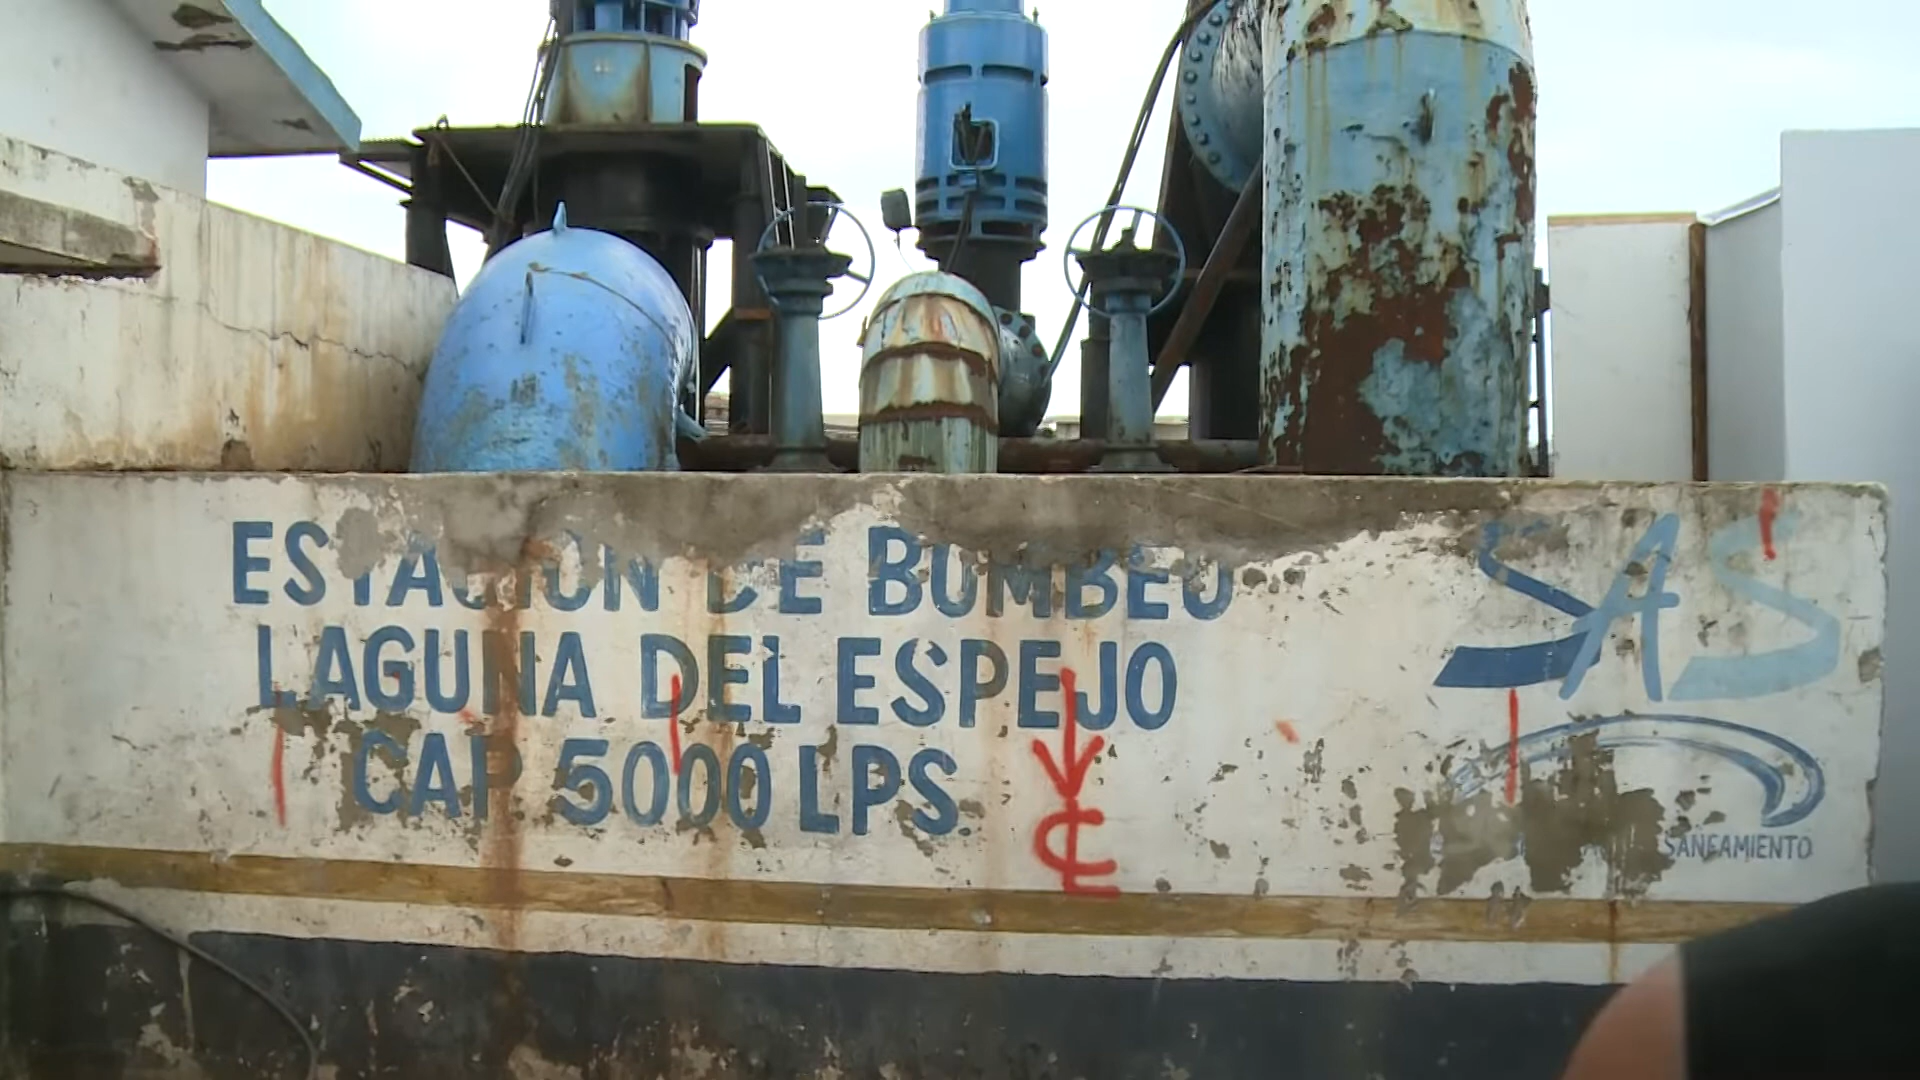 ESTACION DE BOMBEO
LAGUNA DEL ESPEJO
CAP 5000 LPS
SAS
SANEAMIENTO